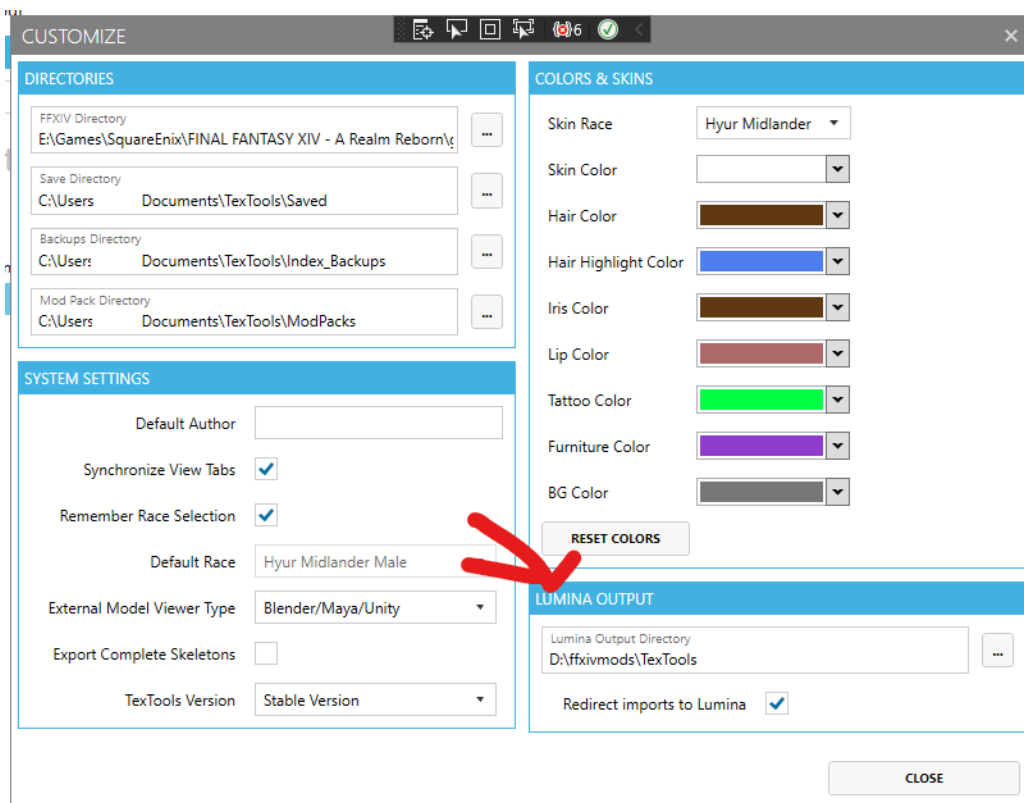 CUSTOMIZE
6
DIRECTORIES
FFXIV Directory
E:\Games\SquareEnix\FINAL FANTASY XIV - A Realm Reborn\
...
Save Directory
C:\Users Documents\TexTools\Saved
...
Backups Directory
C:\Users Documents\TexTools\Index_Backups
...
Mod Pack Directory
C:\Users Documents\TexTools\ModPacks
...
SYSTEM SETTINGS
Default Author
Synchronize View Tabs
Remember Race Selection
Default Race Hyur Midlander Male
External Model Viewer Type Blender/Maya/Unity
Export Complete Skeletons
TexTools Version Stable Version
COLORS & SKINS
Skin Race Hyur Midlander
Skin Color
Hair Color
Hair Highlight Color
Iris Color
Lip Color
Tattoo Color
Furniture Color
BG Color
RESET COLORS
LUMINA OUTPUT
Lumina Output Directory
D:\ffxivmods\TexTools
...
Redirect imports to Lumina
CLOSE